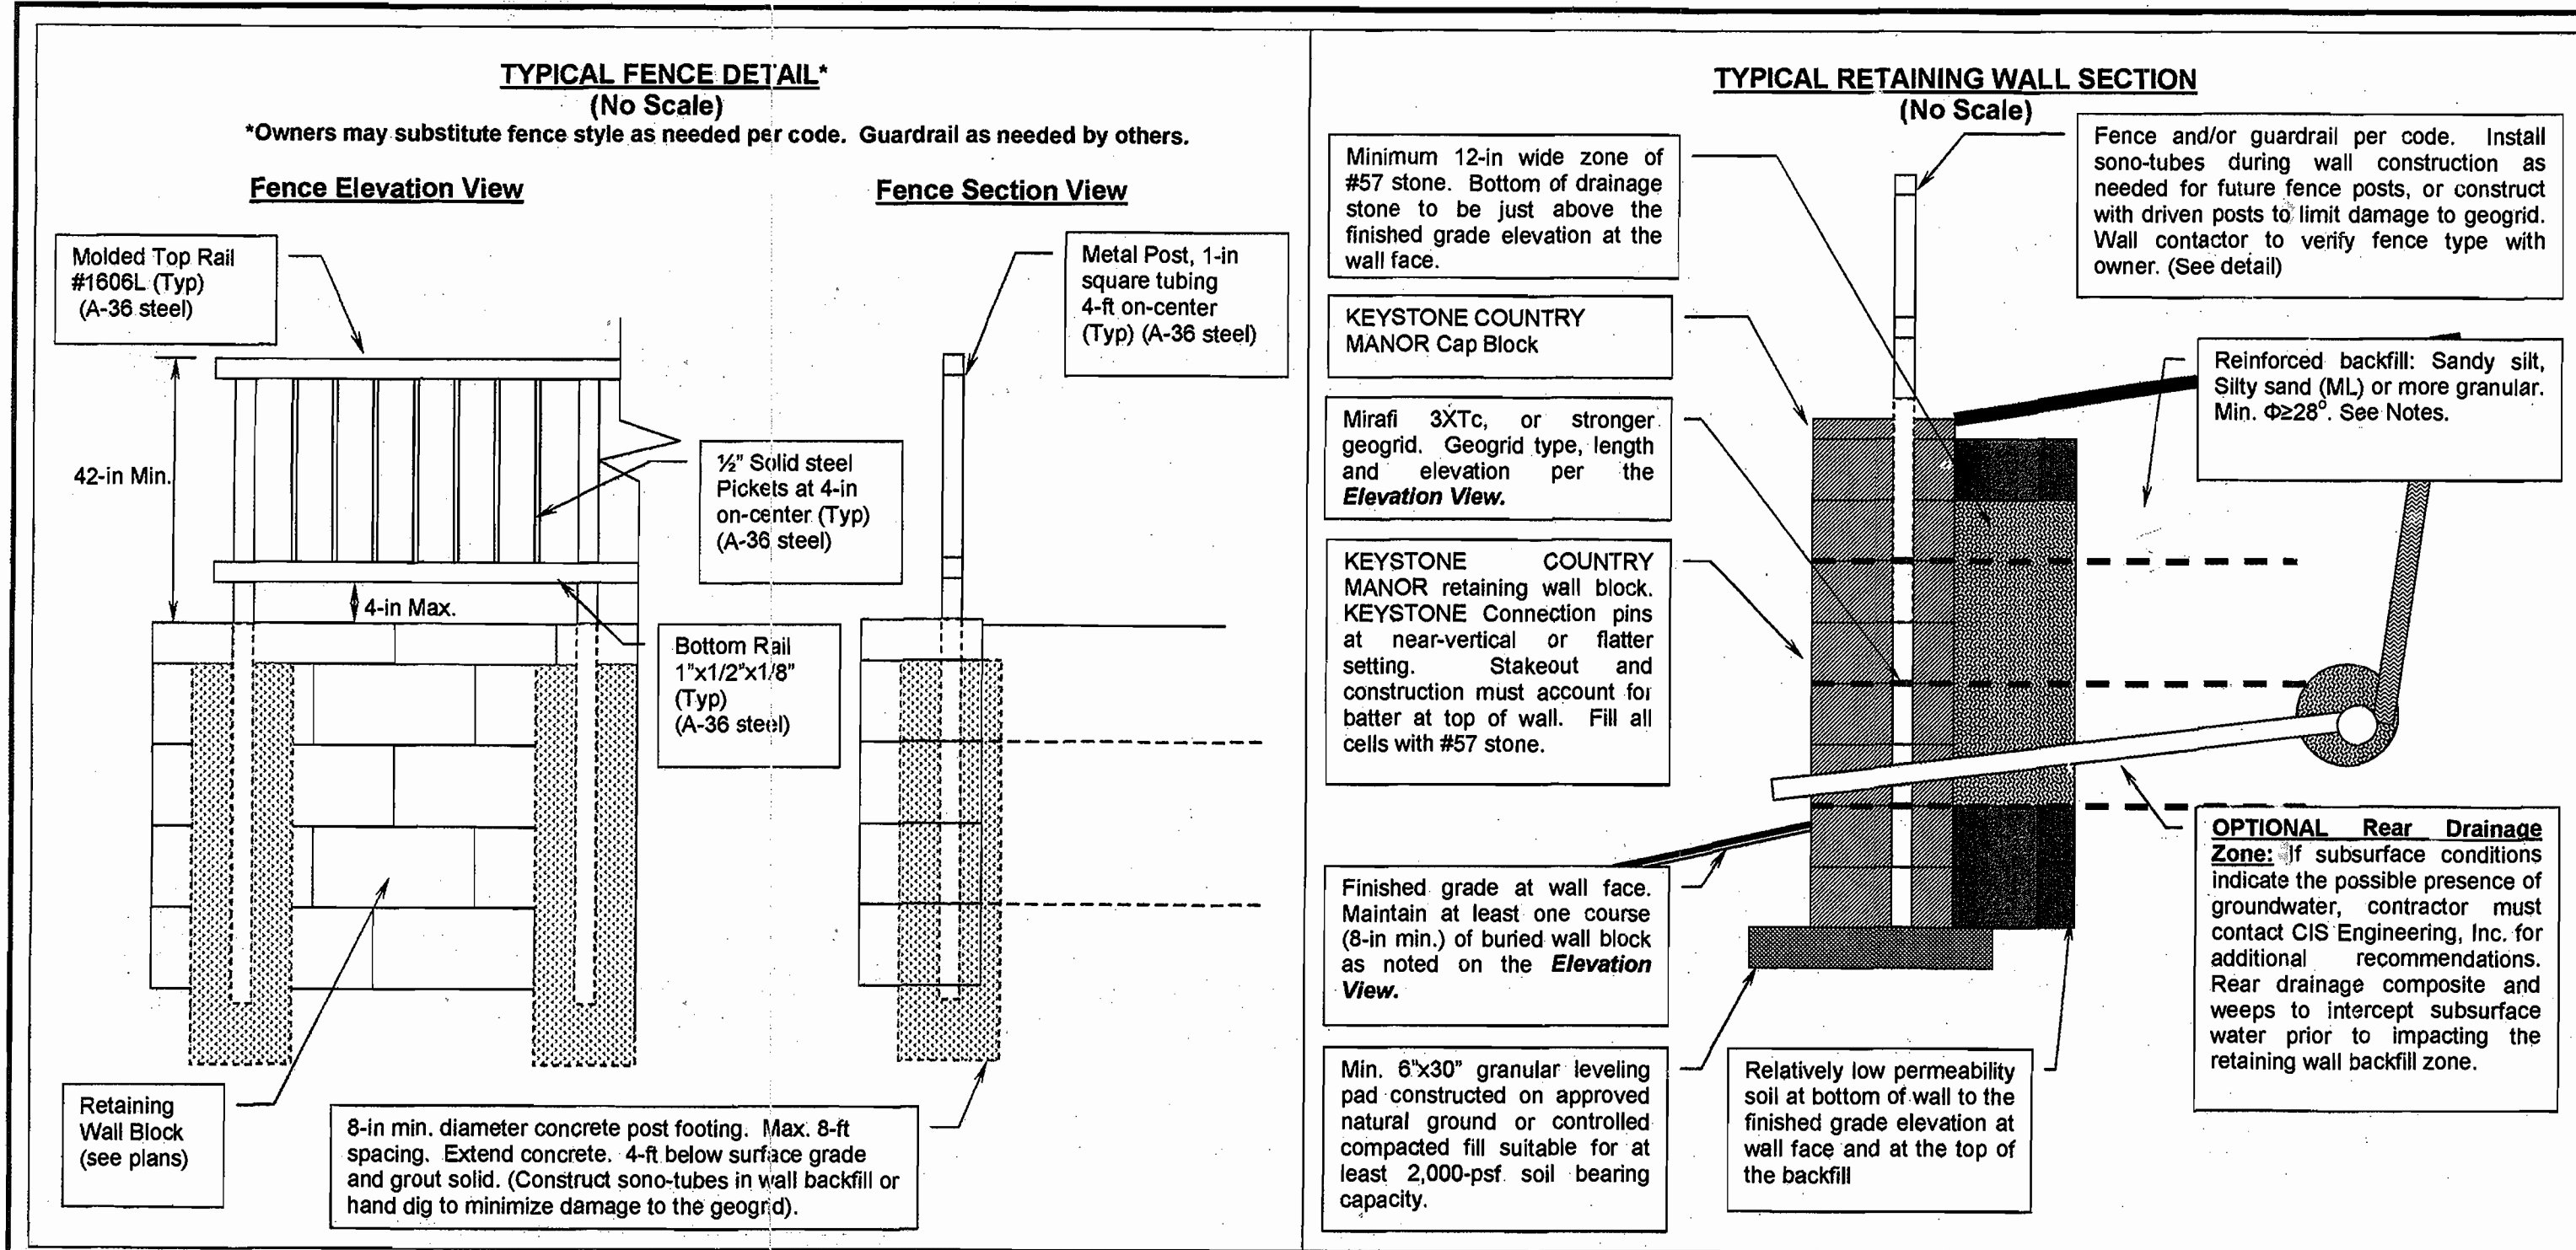 TYPICAL FENCE DETAIL*
(No Scale)
*Owners may substitute fence style as needed per code. Guardrail as needed by others.
Fence Elevation View
Fence Section View
Molded Top Rail
#1606L (Typ)
(A-36 steel)
Metal Post, 1-in
square tubing
4-ft on-center
(Typ) (A-36 steel)
42-in Min.
½" Solid steel
Pickets at 4-in
on-center (Typ)
(A-36 steel)
4-in Max.
Bottom Rail
1"x1/2"x1/8"
(Typ)
(A-36 steel)
Retaining
Wall Block
(see plans)
8-in min. diameter concrete post footing. Max. 8-ft
spacing. Extend concrete. 4-ft below surface grade
and grout solid. (Construct sono-tubes in wall backfill or
hand dig to minimize damage to the geogrid).
TYPICAL RETAINING WALL SECTION
(No Scale)
Minimum 12-in wide zone of
#57 stone. Bottom of drainage
stone to be just above the
finished grade elevation at the
wall face.
Fence and/or guardrail per code. Install
sono-tubes during wall construction as
needed for future fence posts, or construct
with driven posts to limit damage to geogrid.
Wall contactor to verify fence type with
owner. (See detail)
KEYSTONE COUNTRY
MANOR Cap Block
Reinforced backfill: Sandy silt,
Silty sand (ML) or more granular.
Min. Φ≥28°. See Notes.
Mirafi 3XTc, or stronger
geogrid. Geogrid type, length
and elevation per the
Elevation View.
KEYSTONE COUNTRY
MANOR retaining wall block.
KEYSTONE Connection pins
at near-vertical or flatter
setting. Stakeout and
construction must account for
batter at top of wall. Fill all
cells with #57 stone.
OPTIONAL Rear Drainage
Zone: If subsurface conditions
indicate the possible presence of
groundwater, contractor must
contact CIS Engineering, Inc. for
additional recommendations.
Rear drainage composite and
weeps to intercept subsurface
water prior to impacting the
retaining wall backfill zone.
Finished grade at wall face.
Maintain at least one course
(8-in min.) of buried wall block
as noted on the Elevation
View.
Min. 6"x30" granular leveling
pad constructed on approved
natural ground or controlled
compacted fill suitable for at
least 2,000-psf soil bearing
capacity.
Relatively low permeability
soil at bottom of wall to the
finished grade elevation at
wall face and at the top of
the backfill